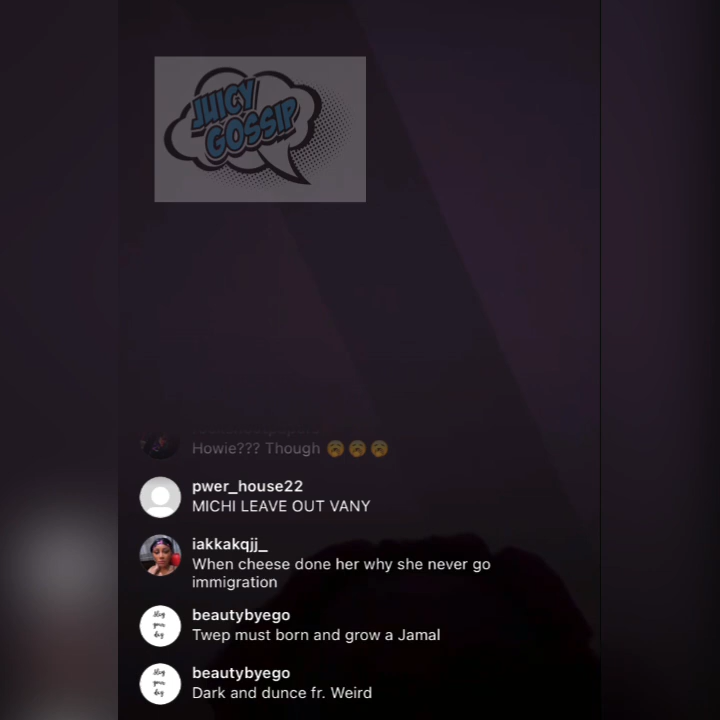 JUICY
GOSSIP
Howie??? Though 🥱🥱🥱
pwer_house22
MICHI LEAVE OUT VANY
iakkakqjj_
When cheese done her why she never go
immigration
beautybyego
Twep must born and grow a Jamal
beautybyego
Dark and dunce fr. Weird